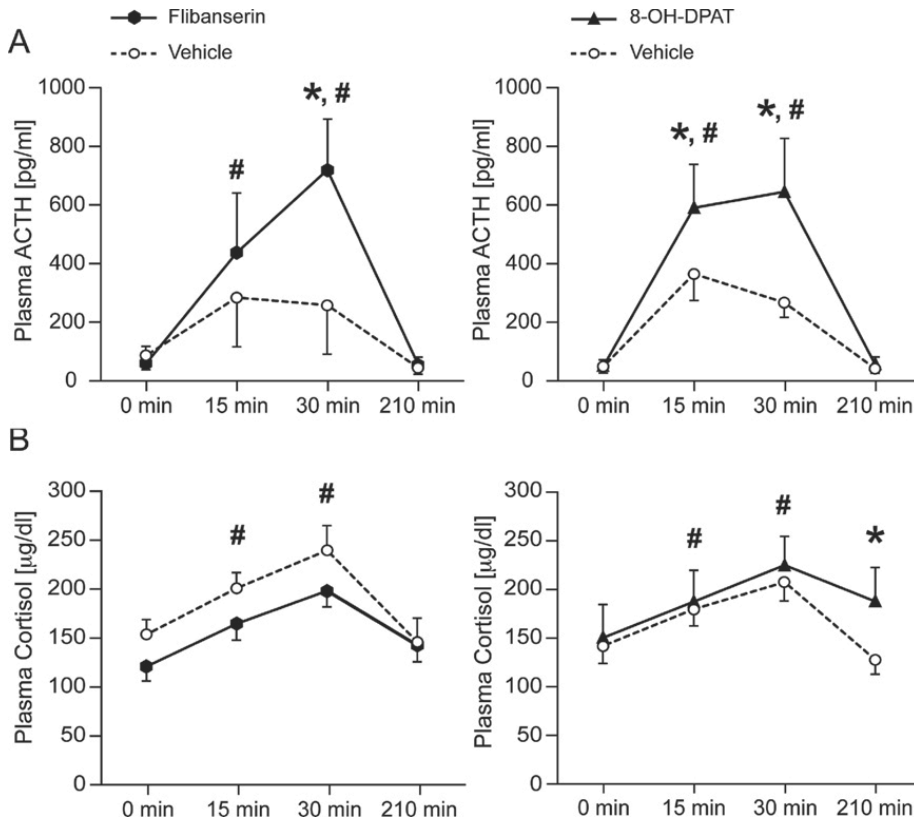 A
Flibanserin
Vehicle
8-OH-DPAT
Vehicle
Plasma ACTH [pg/ml]
1000
800
600
400
200
0
#
*, #
0 min 15 min 30 min 210 min
Plasma ACTH [pg/ml]
1000
800
600
400
200
0
*, #
*, #
0 min 15 min 30 min 210 min
B
Plasma Cortisol [µg/dl]
300
250
200
150
100
50
0
#
#
0 min 15 min 30 min 210 min
Plasma Cortisol [µg/dl]
300
250
200
150
100
50
0
#
#
*
0 min 15 min 30 min 210 min